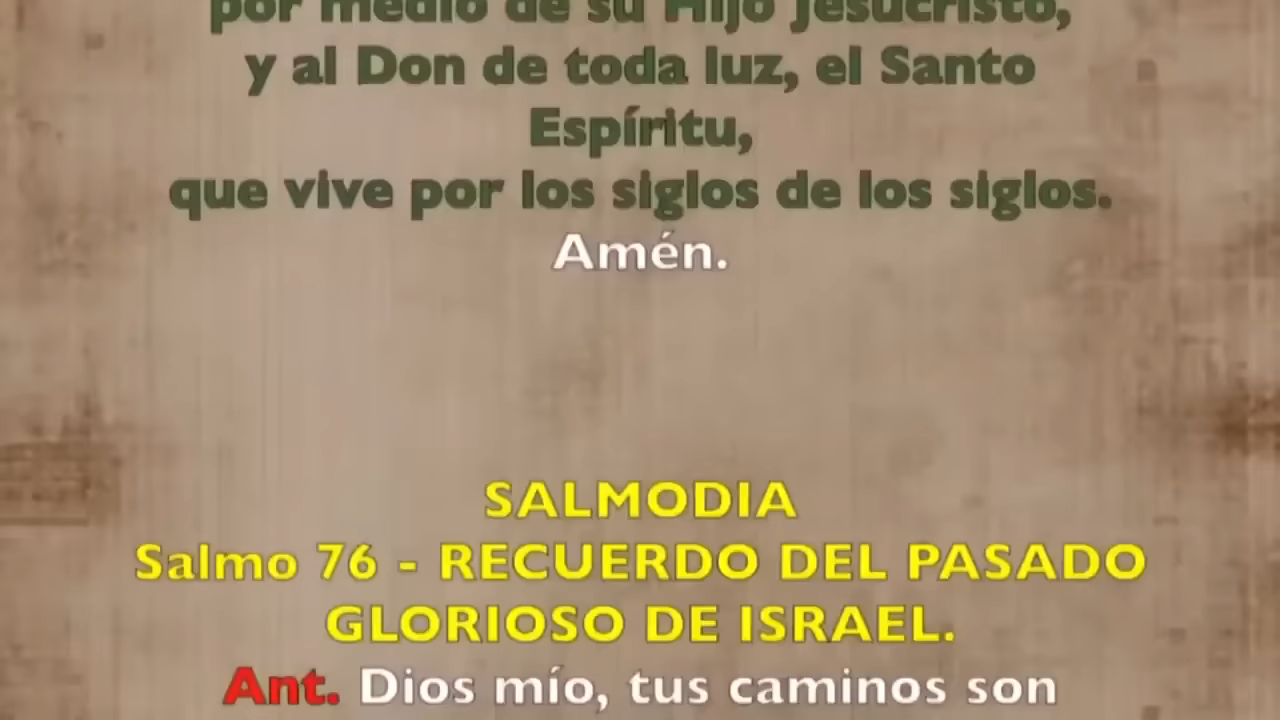 por medio de su Hijo Jesucristo,
y al Don de toda luz, el Santo
Espíritu,
que vive por los siglos de los siglos.
Amén.
SALMODIA
Salmo 76 - RECUERDO DEL PASADO
GLORIOSO DE ISRAEL.
Ant. Dios mío, tus caminos son